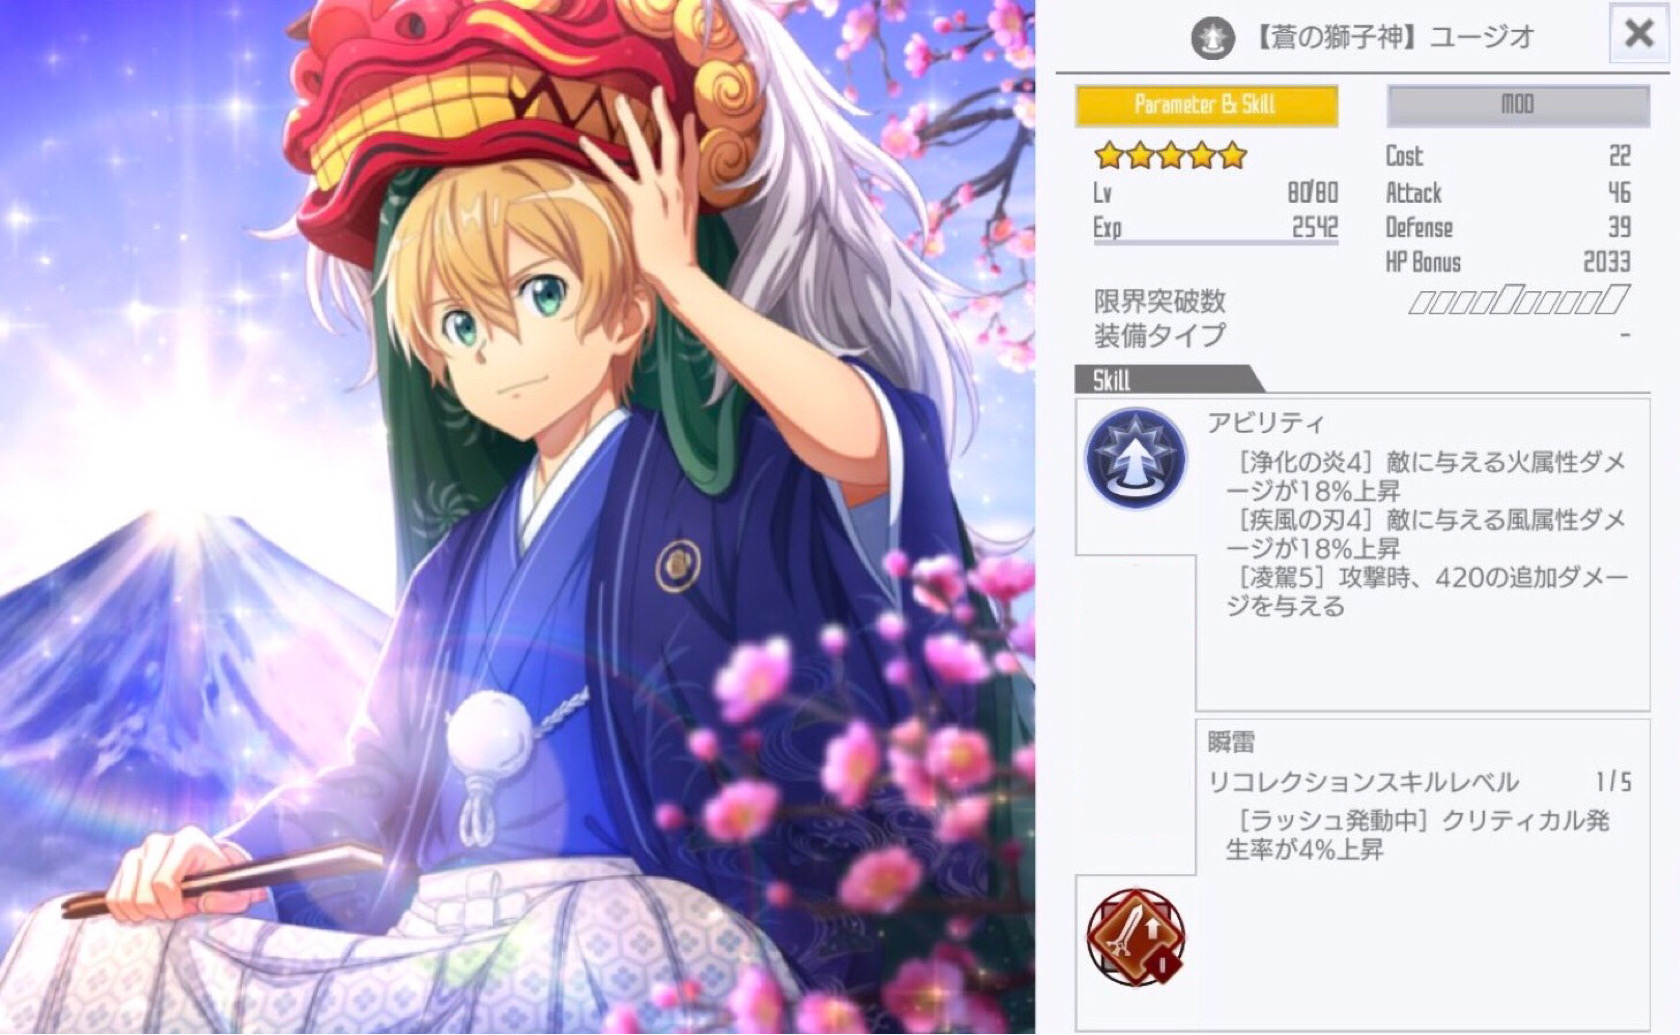 【蒼の獅子神】ユージオ
Parameter & Skill
MOD
Lv 80/80
Exp 2542
Cost 22
Attack 46
Defense 39
HP Bonus 2033
限界突破数
装備タイプ -
Skill
アビリティ
［浄化の炎4］敵に与える火属性ダメ
ージが18%上昇
［疾風の刃4］敵に与える風属性ダメ
ージが18%上昇
［凌駕5］攻撃時、420の追加ダメー
ジを与える
瞬雷
リコレクションスキルレベル 1/5
［ラッシュ発動中］クリティカル発
生率が4%上昇